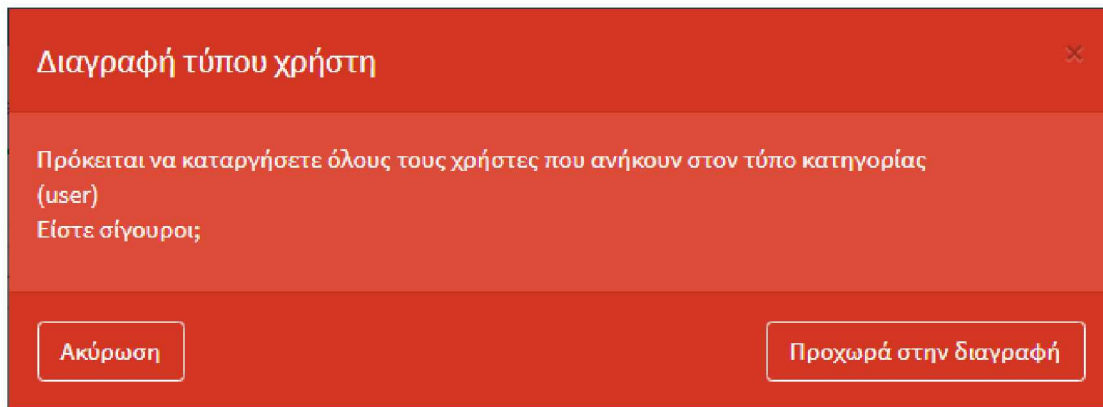 Διαγραφή τύπου χρήστη
×
Πρόκειται να καταργήσετε όλους τους χρήστες που ανήκουν στον τύπο κατηγορίας
(user)
Είστε σίγουροι;
Ακύρωση
Προχωρά στην διαγραφή